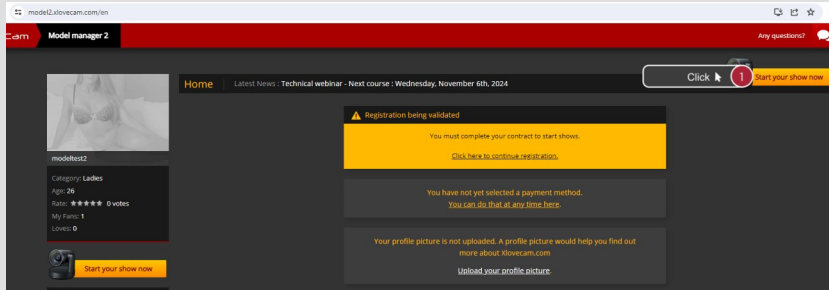 model2.xlovecam.com/en
Cam
Model manager 2
Any questions?
Home
Latest News : Technical webinar - Next course : Wednesday, November 6th, 2024
Click
1
Start your show now
Registration being validated
You must complete your contract to start shows.
Click here to continue registration.
modeltest2
Category: Ladies
Age: 26
Rate: ★★★★★ 0 votes
My Fans: 1
Loves: 0
You have not yet selected a payment method.
You can do that at any time here.
Your profile picture is not uploaded. A profile picture would help you find out
more about Xlovecam.com
Upload your profile picture.
Start your show now